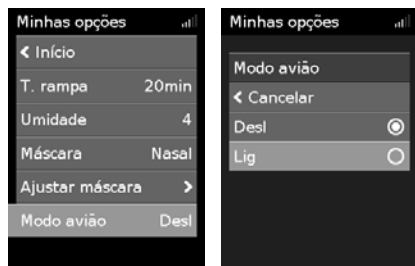 Minhas opções
Início
T. rampa 20min
Umidade 4
Máscara Nasal
Ajustar máscara
Modo avião Desl
Minhas opções
Modo avião
Cancelar
Desl
Lig